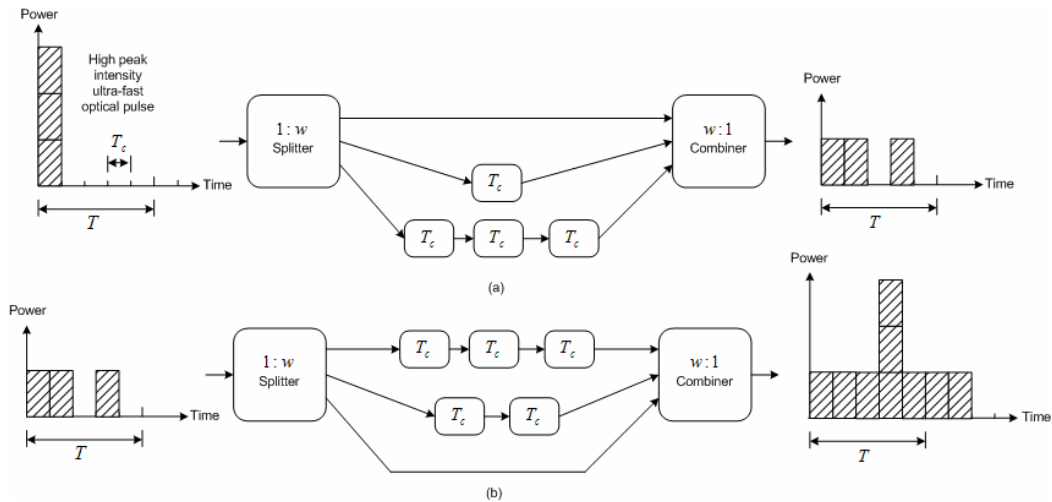 Power
High peak
intensity
ultra-fast
optical pulse
T_c
Time
T
1 : w
Splitter
T_c
T_c
T_c
T_c
w : 1
Combiner
Power
Time
T
(a)
Power
Time
T
1 : w
Splitter
T_c
T_c
T_c
T_c
T_c
w : 1
Combiner
Power
Time
T
(b)